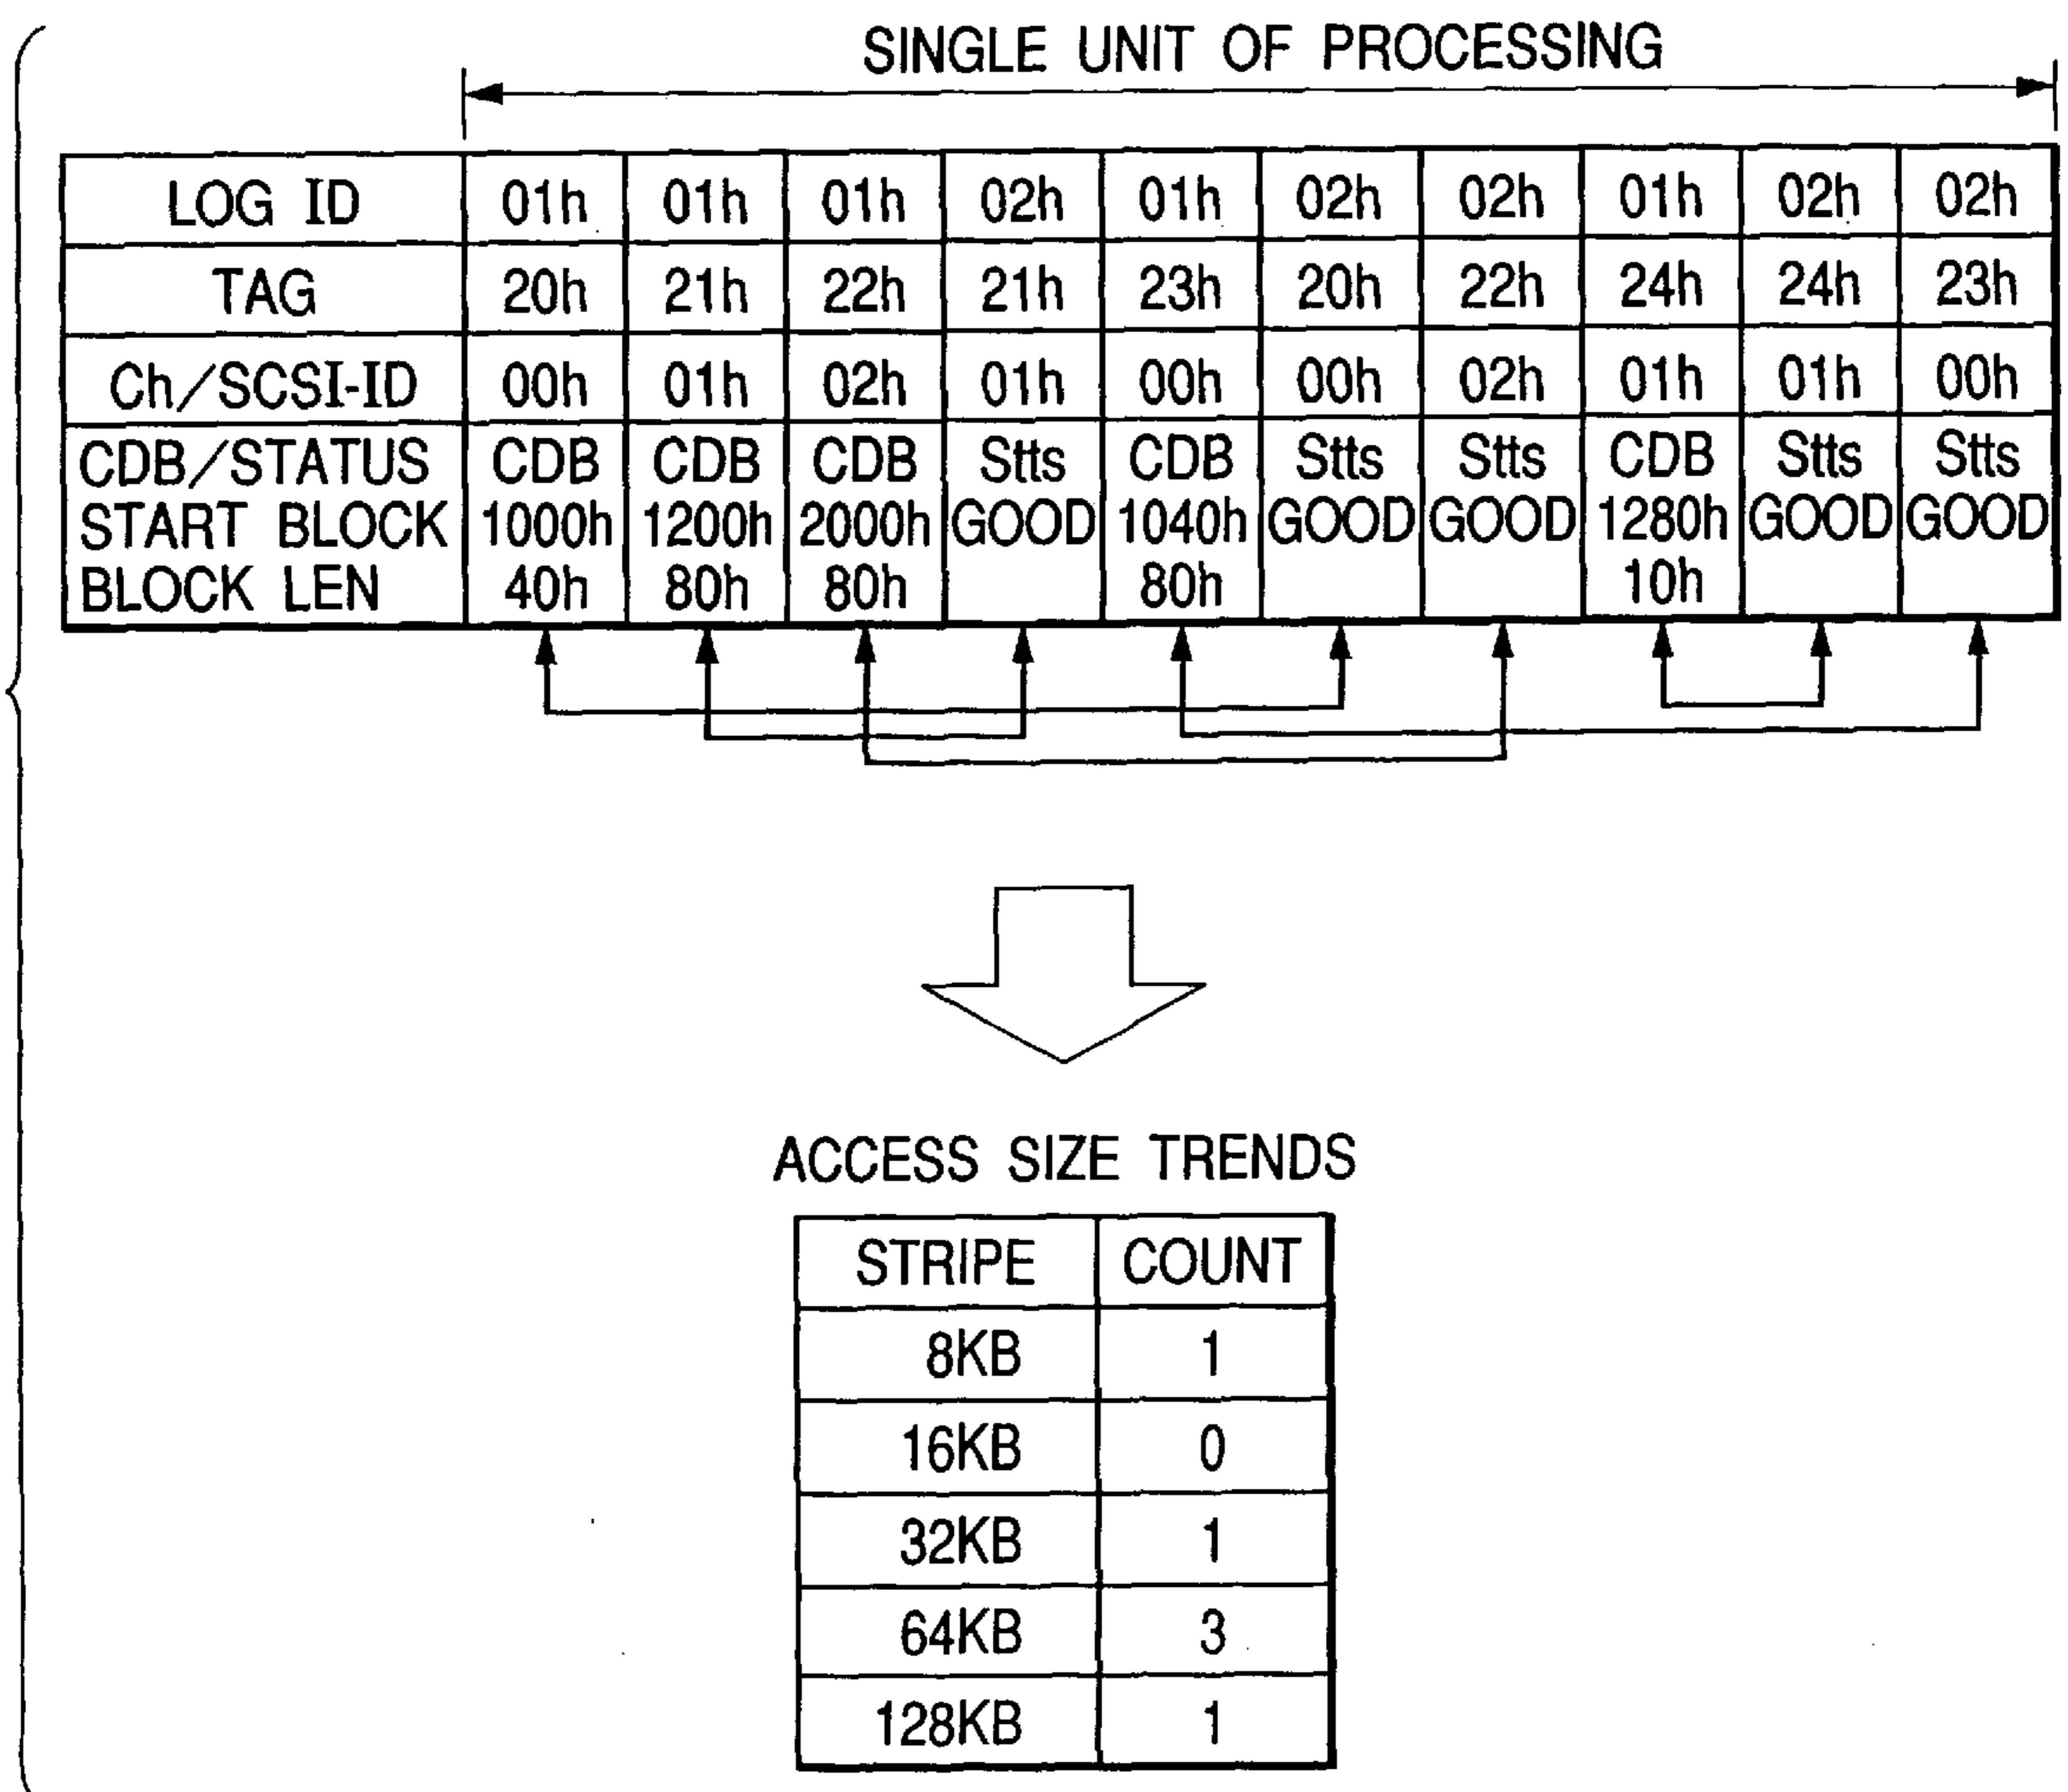 SINGLE UNIT OF PROCESSING
LOG ID 01h 01h 01h 02h 01h 02h 02h 01h 02h 02h
TAG 20h 21h 22h 21h 23h 20h 22h 24h 24h 23h
Ch/SCSI-ID 00h 01h 02h 01h 00h 00h 02h 01h 01h 00h
CDB/STATUS CDB CDB CDB Stts CDB Stts Stts CDB Stts Stts
START BLOCK 1000h 1200h 2000h GOOD 1040h GOOD GOOD 1280h GOOD GOOD
BLOCK LEN 40h 80h 80h 80h 10h
ACCESS SIZE TRENDS
STRIPE COUNT
8KB 1
16KB 0
32KB 1
64KB 3
128KB 1